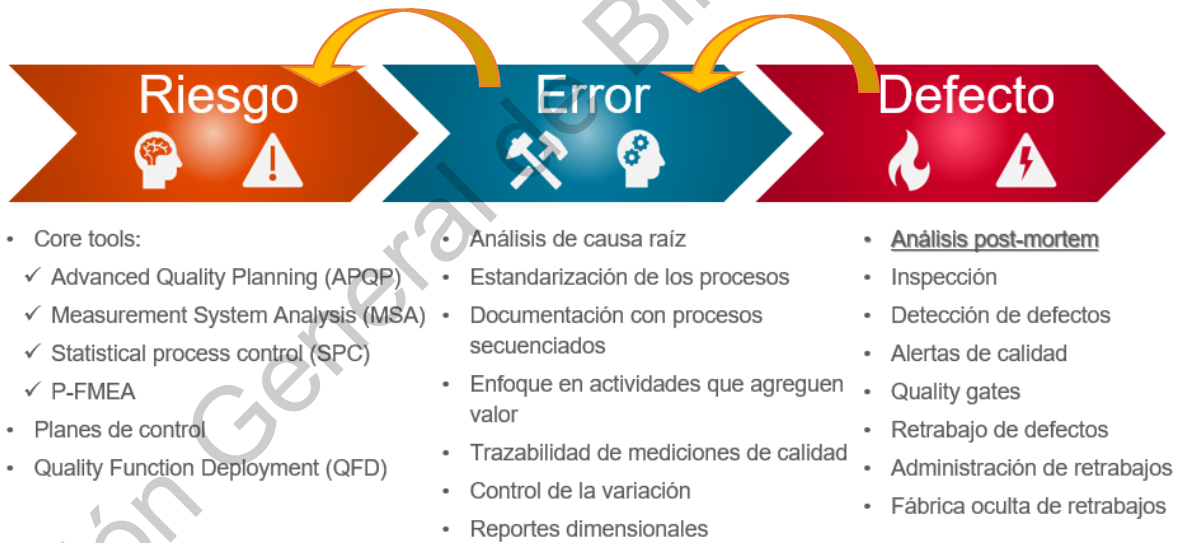 Riesgo
Error
Defecto
• Core tools:
✓ Advanced Quality Planning (APQP)
✓ Measurement System Analysis (MSA)
✓ Statistical process control (SPC)
✓ P-FMEA
• Planes de control
• Quality Function Deployment (QFD)
• Análisis de causa raíz
• Estandarización de los procesos
• Documentación con procesos
secuenciados
• Enfoque en actividades que agreguen
valor
• Trazabilidad de mediciones de calidad
• Control de la variación
• Reportes dimensionales
• Análisis post-mortem
• Inspección
• Detección de defectos
• Alertas de calidad
• Quality gates
• Retrabajo de defectos
• Administración de retrabajos
• Fábrica oculta de retrabajos
General de